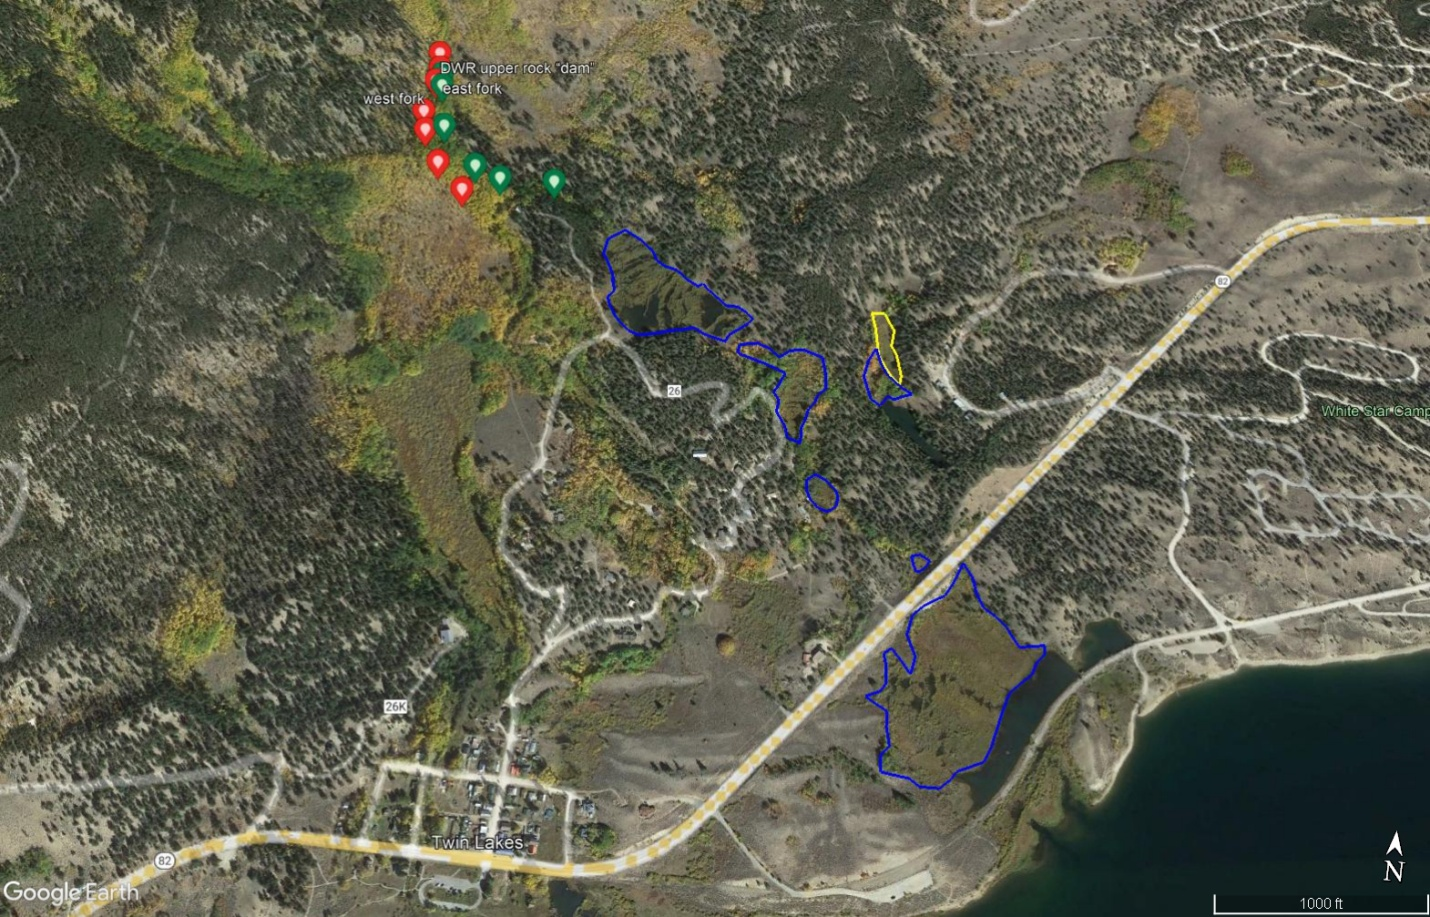 DWR upper rock "dam"
east fork
west fork
82
26
White Star Camp
26K
Twin Lakes
82
Google Earth
N
1000 ft